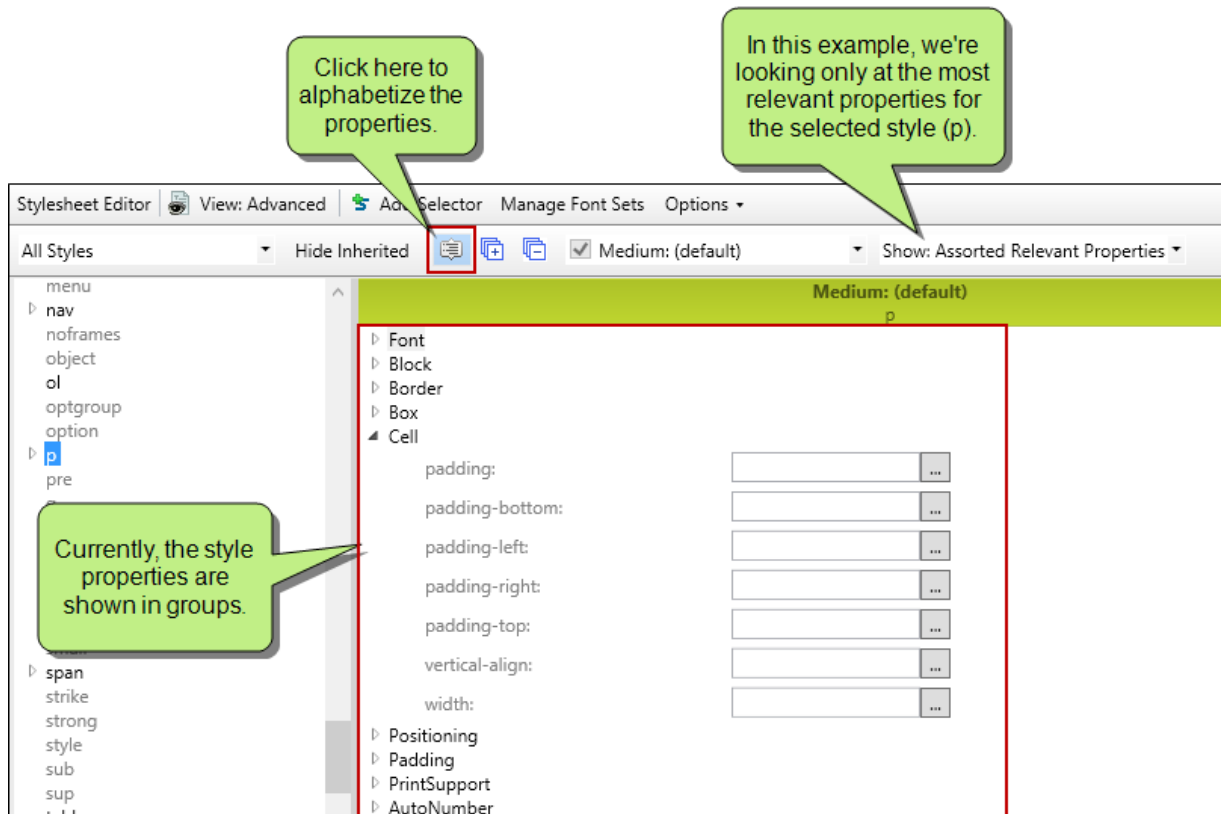 Click here to
alphabetize the
properties.
In this example, we're
looking only at the most
relevant properties for
the selected style (p).
Stylesheet Editor View: Advanced Add Selector Manage Font Sets Options
All Styles Hide Inherited Medium: (default) Show: Assorted Relevant Properties
menu
nav
noframes
object
ol
optgroup
option
p
pre
Currently, the style
properties are
shown in groups.
span
strike
strong
style
sub
sup
Medium: (default)
p
Font
Block
Border
Box
Cell
padding: ...
padding-bottom: ...
padding-left: ...
padding-right: ...
padding-top: ...
vertical-align: ...
width: ...
Positioning
Padding
PrintSupport
AutoNumber